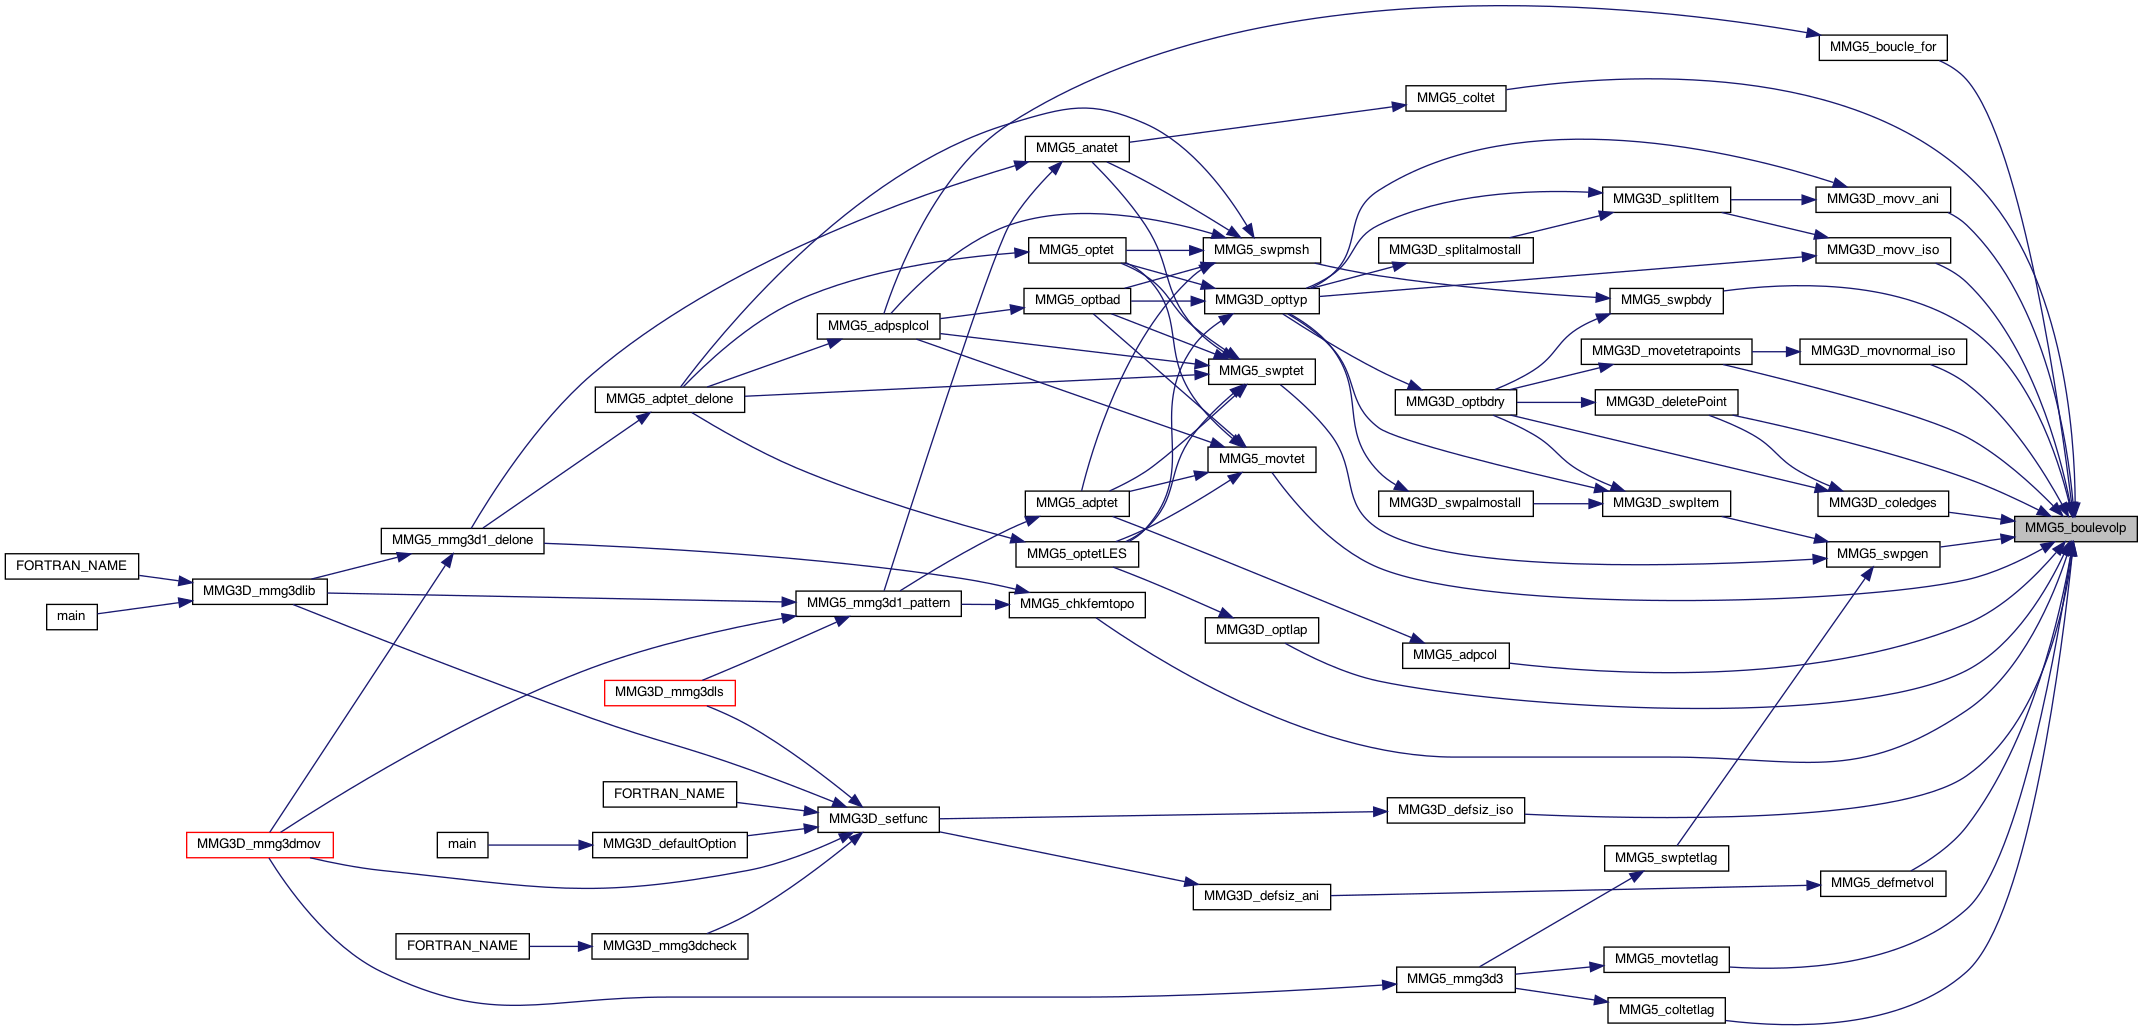 MMG5_boucle_for
MMG5_coltet
MMG5_anatet
MMG3D_splitItem
MMG3D_movv_ani
MMG5_optet
MMG5_swpmsh
MMG3D_splitalmostall
MMG3D_movv_iso
MMG5_optbad
MMG3D_opttyp
MMG5_swpbdy
MMG5_adpsplcol
MMG3D_movetetrapoints
MMG3D_movnormal_iso
MMG5_swptet
MMG5_adptet_delone
MMG3D_optbdry
MMG3D_deletePoint
MMG5_movtet
MMG5_adptet
MMG3D_swpalmostall
MMG3D_swpItem
MMG3D_coledges
MMG5_boulevolp
MMG5_mmg3d1_delone
MMG5_optetLES
MMG5_swpgen
FORTRAN_NAME
MMG3D_mmg3dlib
main
MMG5_mmg3d1_pattern
MMG5_chkfemtopo
MMG3D_optlap
MMG5_adpcol
MMG3D_mmg3dls
FORTRAN_NAME
MMG3D_setfunc
MMG3D_defsiz_iso
MMG3D_mmg3dmov
main
MMG3D_defaultOption
MMG5_swptetlag
MMG3D_defsiz_ani
MMG5_defmetvol
FORTRAN_NAME
MMG3D_mmg3dcheck
MMG5_mmg3d3
MMG5_movtetlag
MMG5_coltetlag